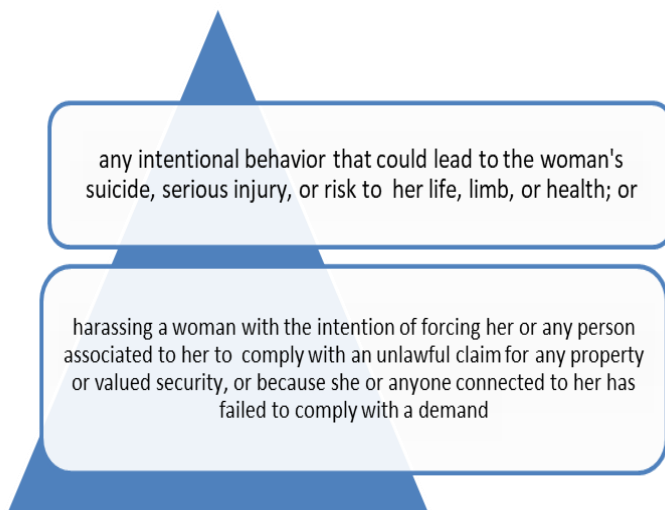 any intentional behavior that could lead to the woman's
suicide, serious injury, or risk to her life, limb, or health; or
harassing a woman with the intention of forcing her or any person
associated to her to comply with an unlawful claim for any property
or valued security, or because she or anyone connected to her has
failed to comply with a demand